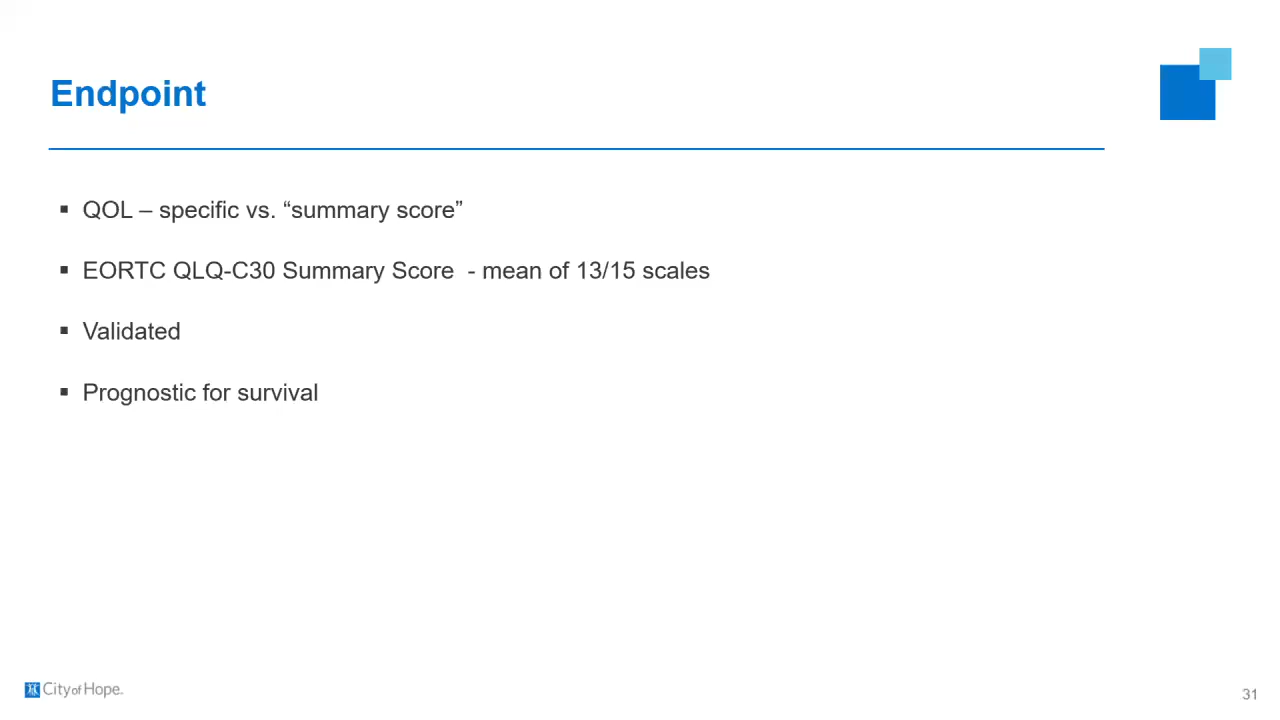 Endpoint
▪ QOL – specific vs. “summary score”
▪ EORTC QLQ-C30 Summary Score  - mean of 13/15 scales
▪ Validated
▪ Prognostic for survival
City of Hope.
31